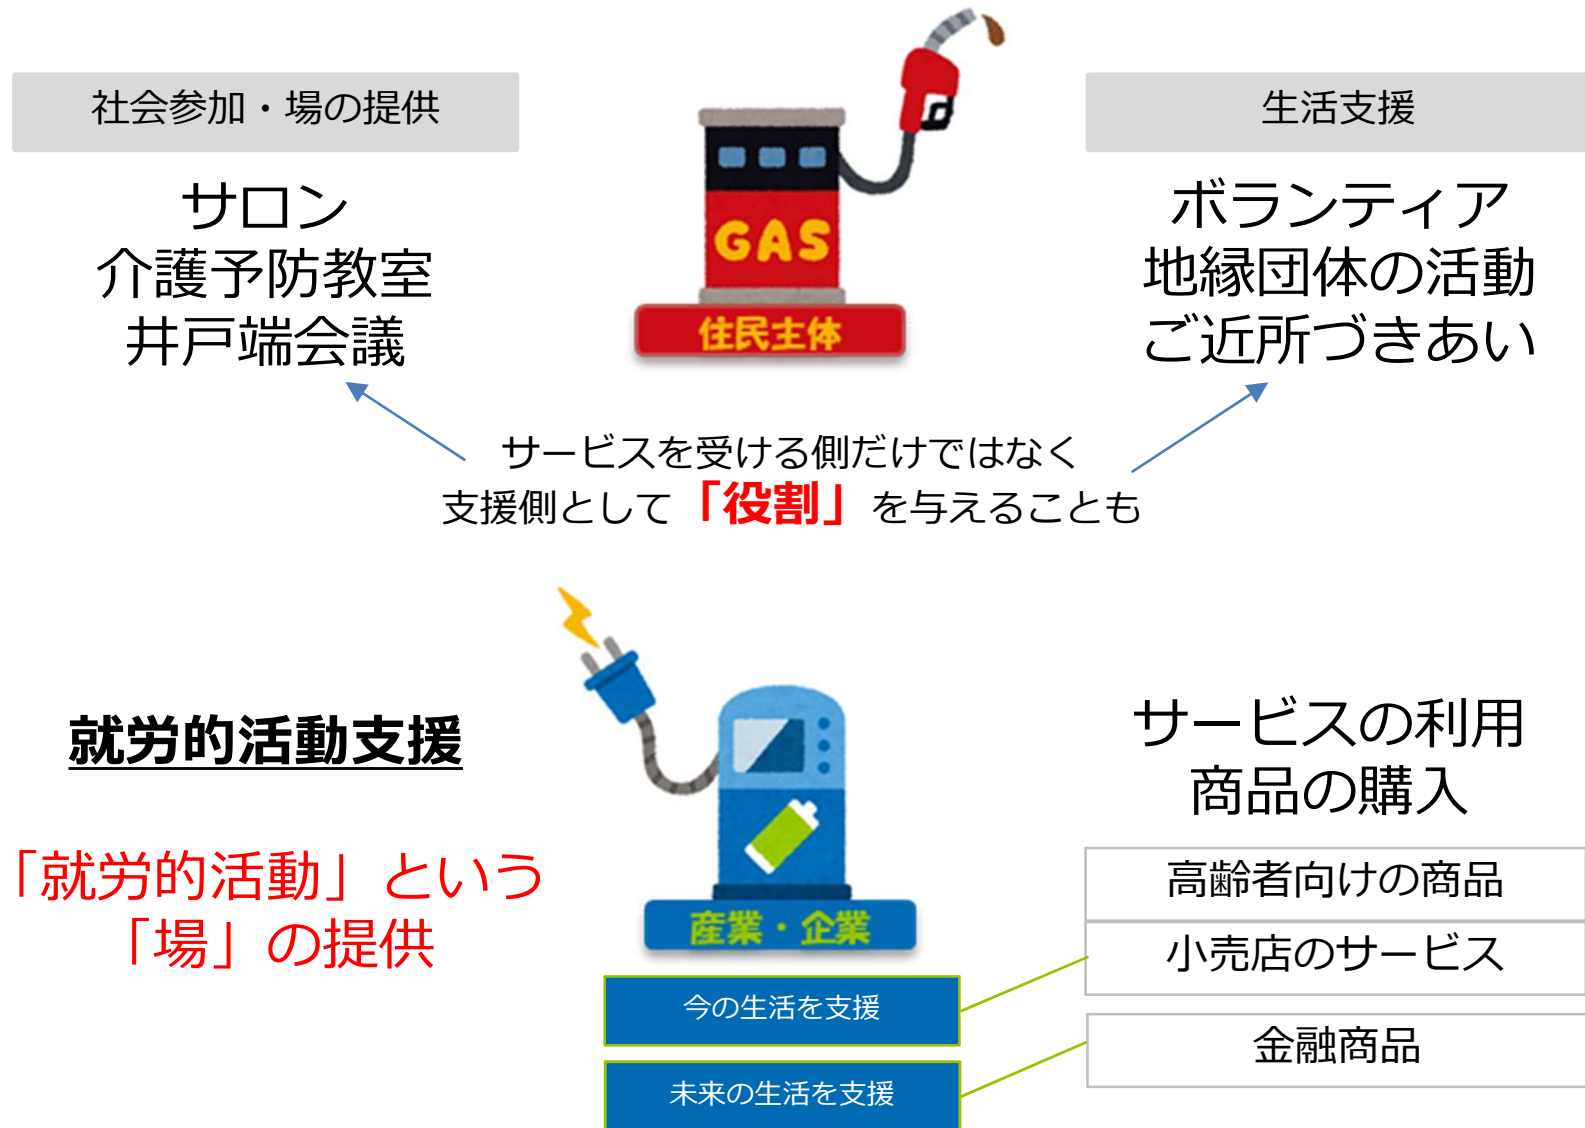 社会参加・場の提供
サロン
介護予防教室
井戸端会議
GAS
住民主体
生活支援
ボランティア
地縁団体の活動
ご近所づきあい
サービスを受ける側だけではなく
支援側として「役割」を与えることも
就労的活動支援
「就労的活動」という
「場」の提供
産業・企業
今の生活を支援
未来の生活を支援
サービスの利用
商品の購入
高齢者向けの商品
小売店のサービス
金融商品